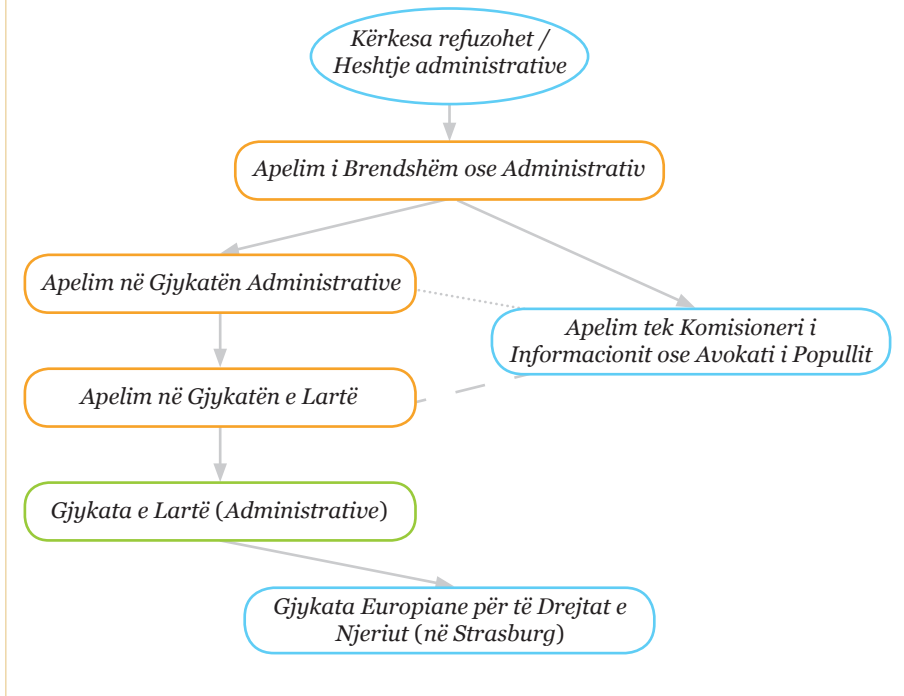 Kërkesa refuzohet /
Heshtje administrative
Apelim i Brendshëm ose Administrativ
Apelim në Gjykatën Administrative
Apelim tek Komisioneri i
Informacionit ose Avokati i Popullit
Apelim në Gjykatën e Lartë
Gjykata e Lartë (Administrative)
Gjykata Europiane për të Drejtat e
Njeriut (në Strasburg)